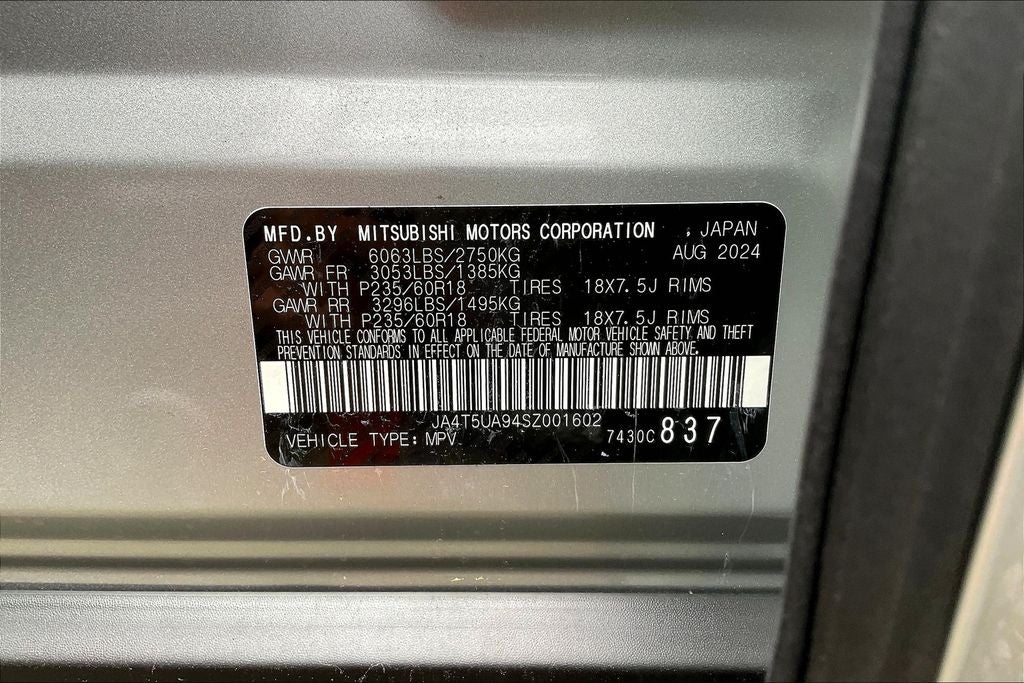 MFD.BY MITSUBISHI MOTORS CORPORATION , JAPAN
GWWR 6063LBS/2750KG AUG 2024
GAWR FR 3053LBS/1385KG
WITH P235/60R18 TIRES 18X7.5J RIMS
GAWR RR 3296LBS/1495KG
WITH P235/60R18 TIRES 18X7.5J RIMS
THIS VEHICLE CONFORMS TO ALL APPLICABLE FEDERAL MOTOR VEHICLE SAFETY AND THEFT
PREVENTION STANDARDS IN EFFECT ON THE DATE OF MANUFACTURE SHOWN ABOVE.
JA4T5UA94SZ001602
VEHICLE TYPE: MPV 7430C 837